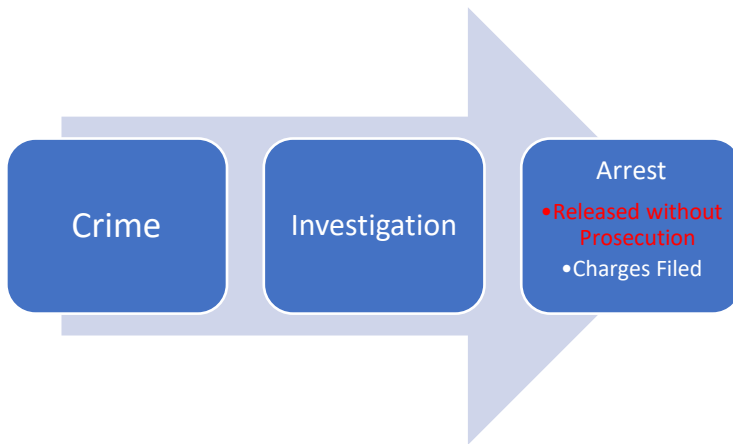 Crime
Investigation
Arrest
•Released without
Prosecution
•Charges Filed